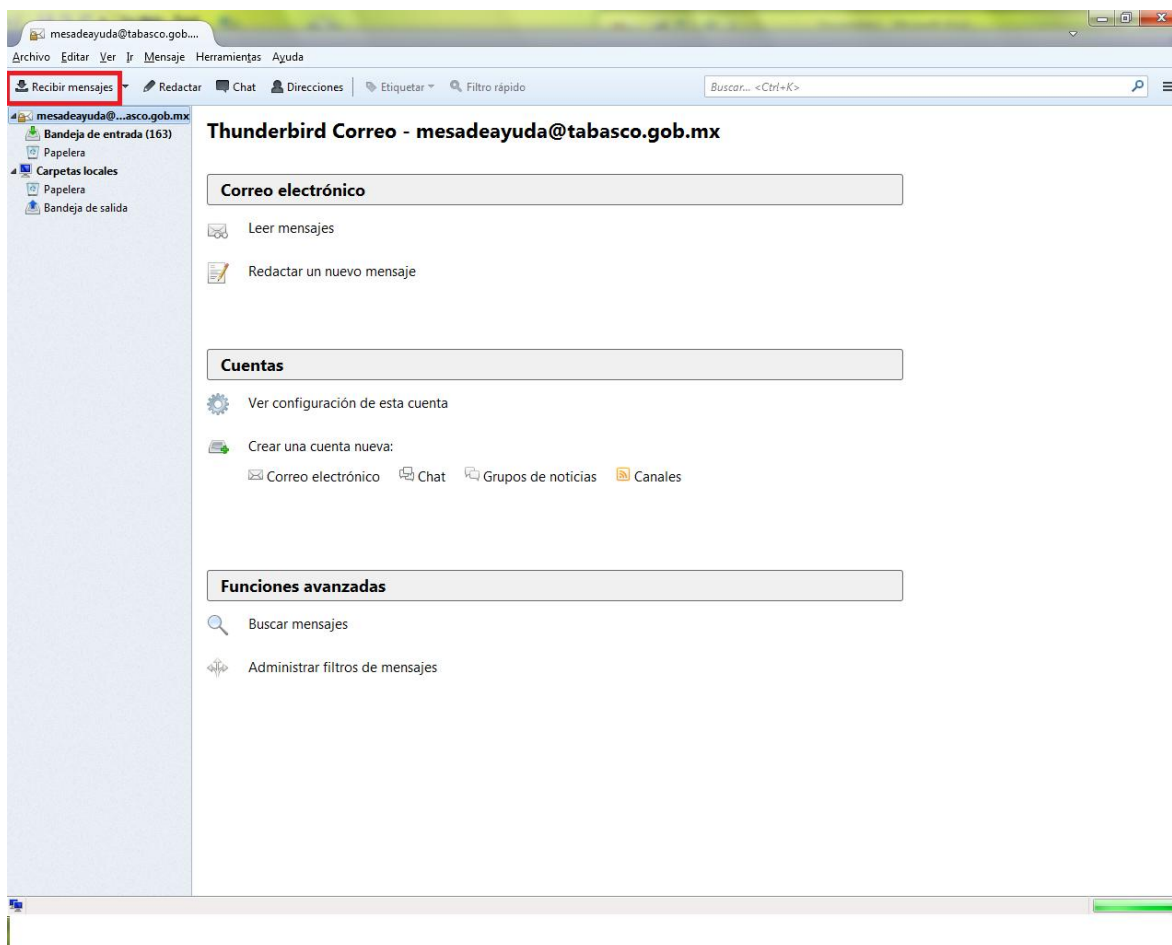 mesadeayuda@tabasco.gob....
Archivo Editar Ver Ir Mensaje Herramientas Ayuda
Recibir mensajes Redactar Chat Direcciones Etiquetar Filtro rápido Buscar... <Ctrl+K>
mesadeayuda@...asco.gob.mx
Bandeja de entrada (163)
Papelera
Carpetas locales
Papelera
Bandeja de salida
Thunderbird Correo - mesadeayuda@tabasco.gob.mx
Correo electrónico
Leer mensajes
Redactar un nuevo mensaje
Cuentas
Ver configuración de esta cuenta
Crear una cuenta nueva:
Correo electrónico Chat Grupos de noticias Canales
Funciones avanzadas
Buscar mensajes
Administrar filtros de mensajes